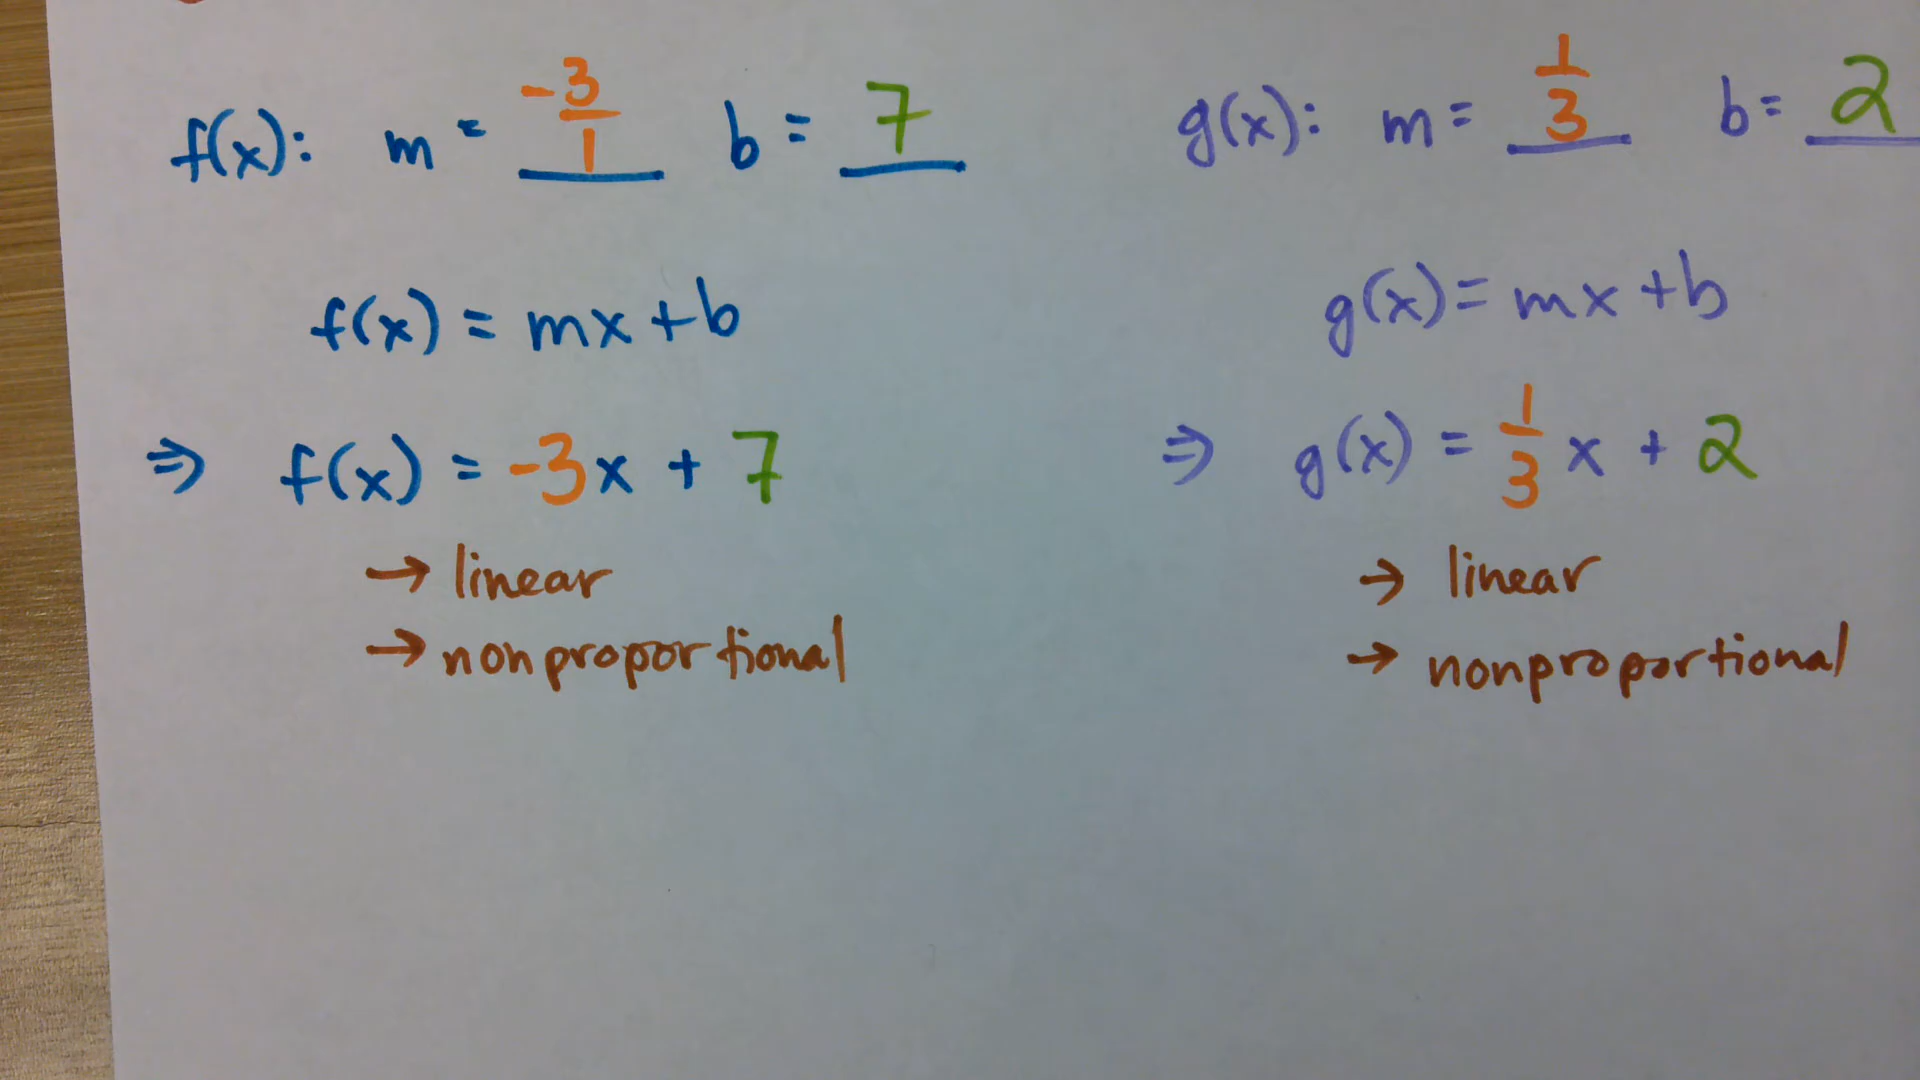 f(x): m = -3/1 b = 7
f(x) = mx + b
⇒ f(x) = -3x + 7
→ linear
→ nonproportional
g(x): m = 1/3 b = 2
g(x) = mx + b
⇒ g(x) = 1/3 x + 2
→ linear
→ nonproportional